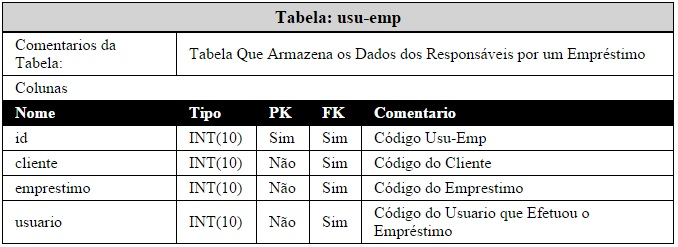 Tabela: usu-emp
Comentarios da Tabela: Tabela Que Armazena os Dados dos Responsáveis por um Empréstimo
Colunas
Nome Tipo PK FK Comentario
id INT(10) Sim Sim Código Usu-Emp
cliente INT(10) Não Sim Código do Cliente
emprestimo INT(10) Não Sim Código do Emprestimo
usuario INT(10) Não Sim Código do Usuario que Efetuou o
Empréstimo